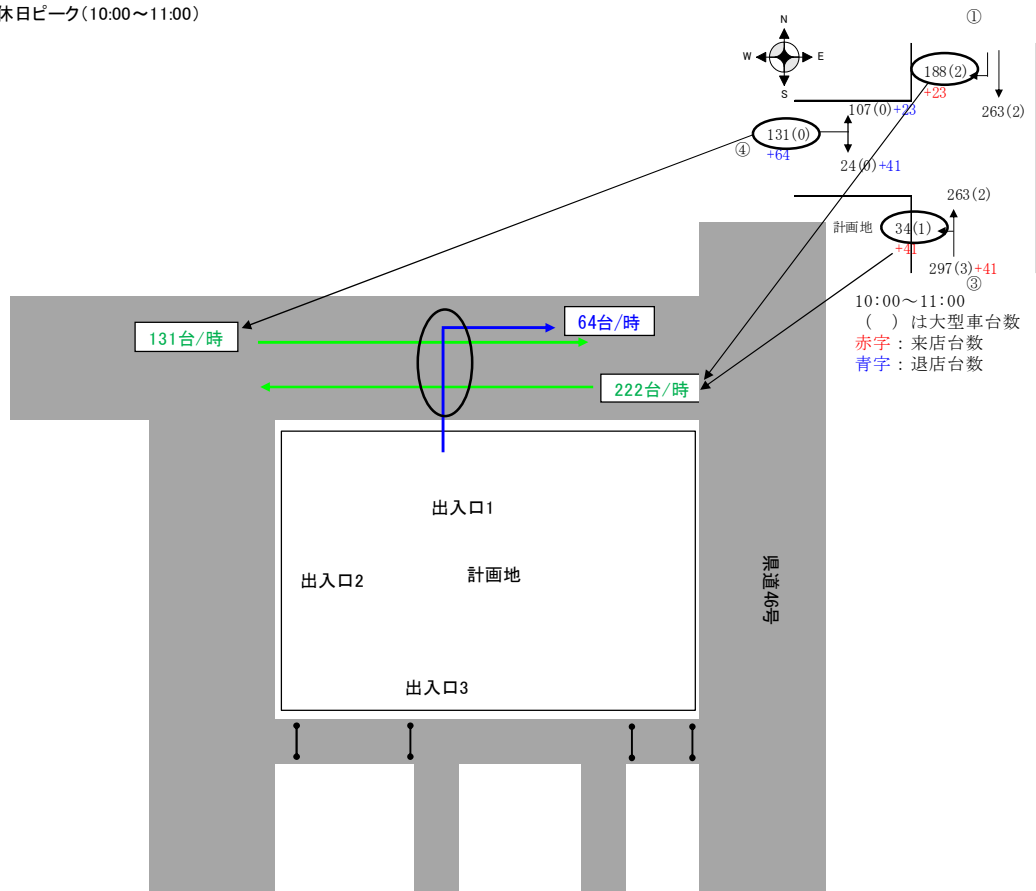 休日ピーク(10:00～11:00)
①
N
W
E
S
188(2)
+23
263(2)
107(0)+23
131(0)
④
+64
24(0)+41
263(2)
計画地
34(1)
+41
297(3)+41
③
10:00～11:00
（　）は大型車台数
赤字：来店台数
青字：退店台数
131台/時
64台/時
222台/時
出入口1
出入口2
計画地
県道46号
出入口3